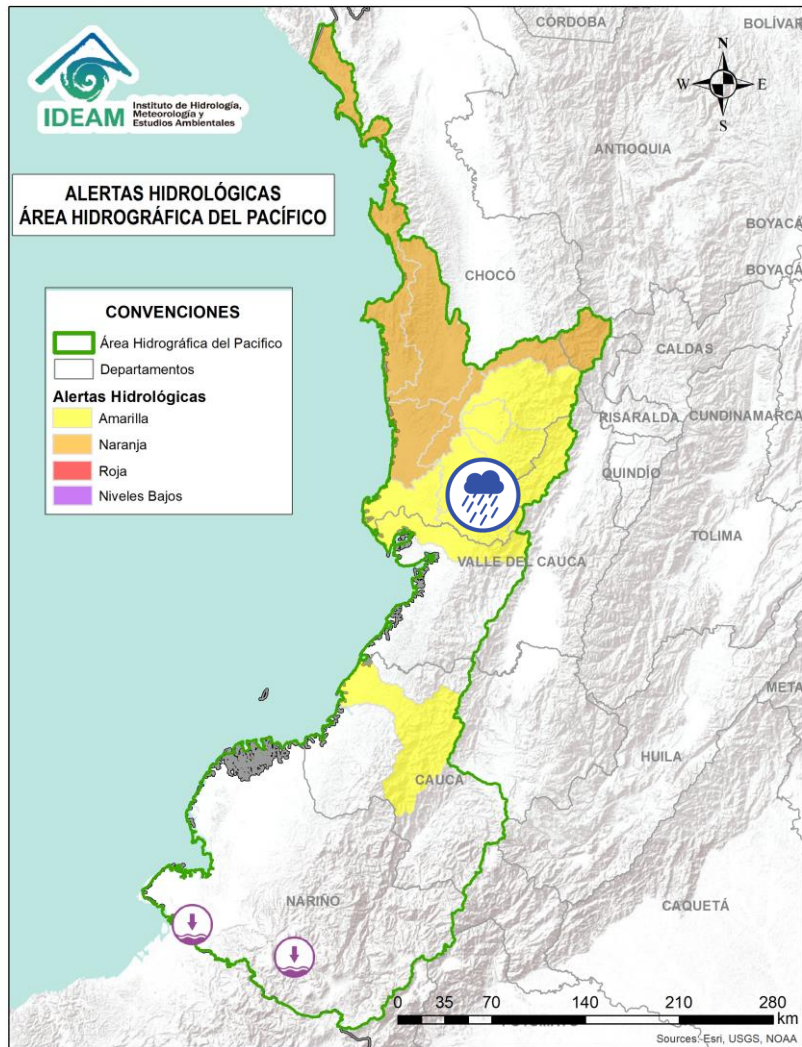 IDEAM
Instituto de Hidrología,
Meteorología y
Estudios Ambientales
ALERTAS HIDROLÓGICAS
ÁREA HIDROGRÁFICA DEL PACÍFICO
CONVENCIONES
Área Hidrográfica del Pacifico
Departamentos
Alertas Hidrológicas
Amarilla
Naranja
Roja
Niveles Bajos
N
W
E
S
CÓRDOBA
BOLÍVAR
ANTIOQUIA
BOYACÁ
BOYACÁ
CHOCÓ
CALDAS
RISARALDA
CUNDINAMARCA
QUINDÍO
TOLIMA
VALLE DEL CAUCA
META
HUILA
CAUCA
NARIÑO
CAQUETÁ
0 35 70 140 210 280
km
Sources: Esri, USGS, NOAA